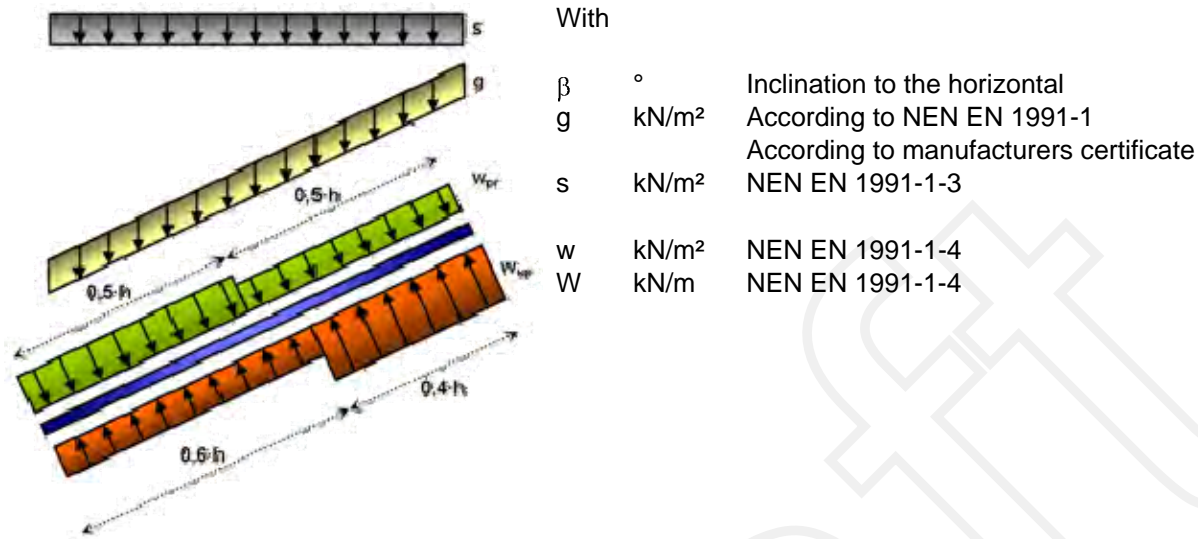 With
s
β ° Inclination to the horizontal
g
g kN/m² According to NEN EN 1991-1
According to manufacturers certificate
0,5·h
w_pr
s kN/m² NEN EN 1991-1-3
w kN/m² NEN EN 1991-1-4
0,5·h
W kN/m NEN EN 1991-1-4
0,4·h
0,6·h